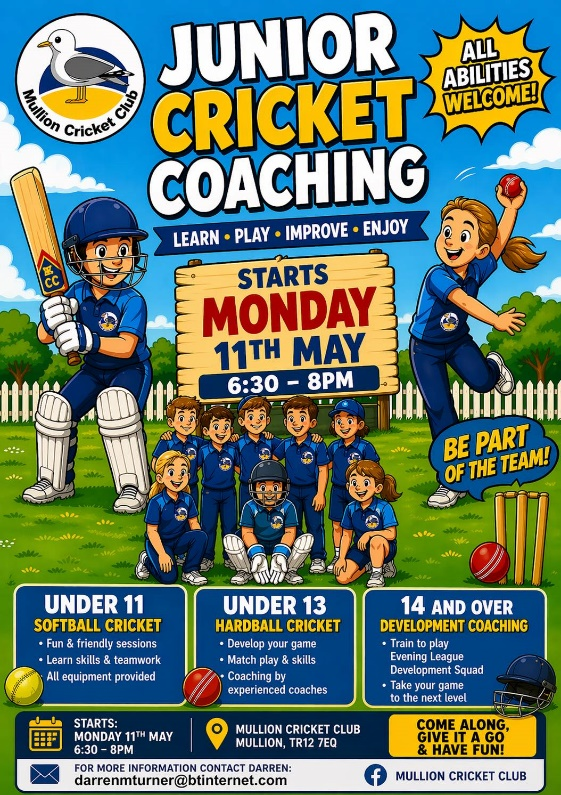 Mullion Cricket Club
JUNIOR
CRICKET
COACHING
ALL
ABILITIES
WELCOME!
LEARN • PLAY • IMPROVE • ENJOY
STARTS
MONDAY
11TH MAY
6:30 – 8PM
CC
BE PART
OF THE TEAM!
UNDER 11
SOFTBALL CRICKET
• Fun & friendly sessions
• Learn skills & teamwork
• All equipment provided
UNDER 13
HARDBALL CRICKET
• Develop your game
• Match play & skills
• Coaching by
experienced coaches
14 AND OVER
DEVELOPMENT COACHING
• Train to play
Evening League
Development Squad
• Take your game
to the next level
STARTS:
MONDAY 11TH MAY
6:30 – 8PM
MULLION CRICKET CLUB
MULLION, TR12 7EQ
COME ALONG,
GIVE IT A GO
& HAVE FUN!
FOR MORE INFORMATION CONTACT DARREN:
darrenmturner@btinternet.com
MULLION CRICKET CLUB